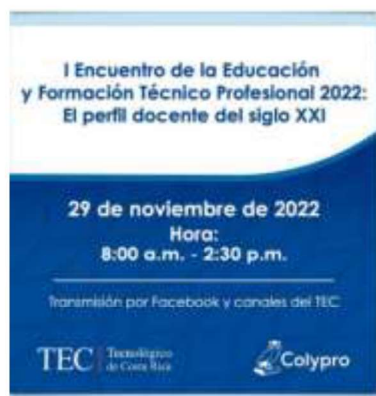 I Encuentro de la Educación
y Formación Técnico Profesional 2022:
El perfil docente del siglo XXI
29 de noviembre de 2022
Hora:
8:00 a.m. - 2:30 p.m.
Transmisión por Facebook y canales del TEC
TEC Tecnológico
de Costa Rica
Colypro